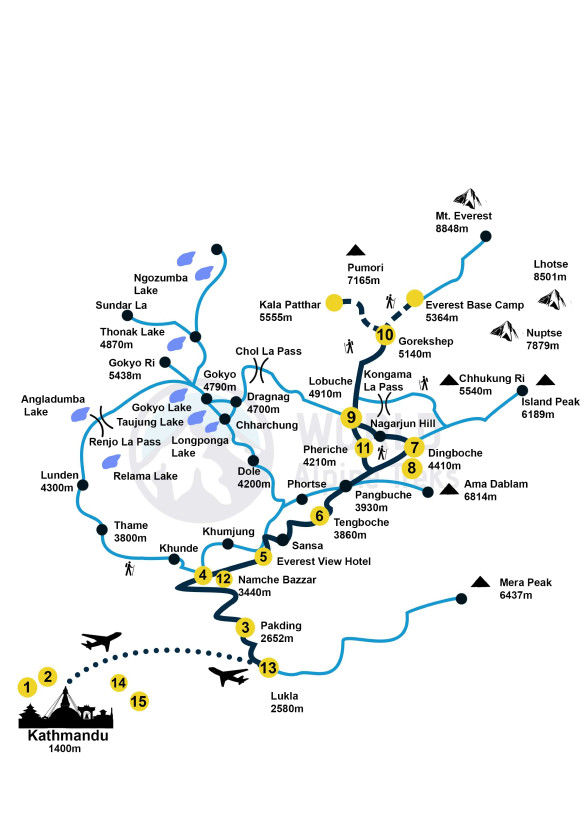 Mt. Everest
8848m
Lhotse
8501m
Pumori
7165m
Ngozumba
Lake
Sundar La
Kala Patthar
5555m
Everest Base Camp
5364m
Nuptse
7879m
Thonak Lake
4870m
10
Gorekshep
5140m
Chol La Pass
Gokyo Ri
5438m
Gokyo
4790m
Lobuche
4910m
Kongama
La Pass
Chhukung Ri
5540m
Island Peak
6189m
Angladumba
Lake
Gokyo Lake
Dragnag
4700m
Taujung Lake
Chharchung
9
Nagarjun Hill
Renjo La Pass
Longponga
Lake
WORLD
Alpine Treks
Pheriche
4210m
11
7
Dingboche
4410m
8
Relama Lake
Lunden
4300m
Dole
4200m
Phortse
Pangbuche
3930m
Ama Dablam
6814m
Thame
3800m
6
Tengboche
3860m
Khumjung
Sansa
Khunde
5
Everest View Hotel
4
12
Namche Bazzar
3440m
Mera Peak
6437m
3
Pakding
2652m
13
Lukla
2580m
1
2
14
15
Kathmandu
1400m